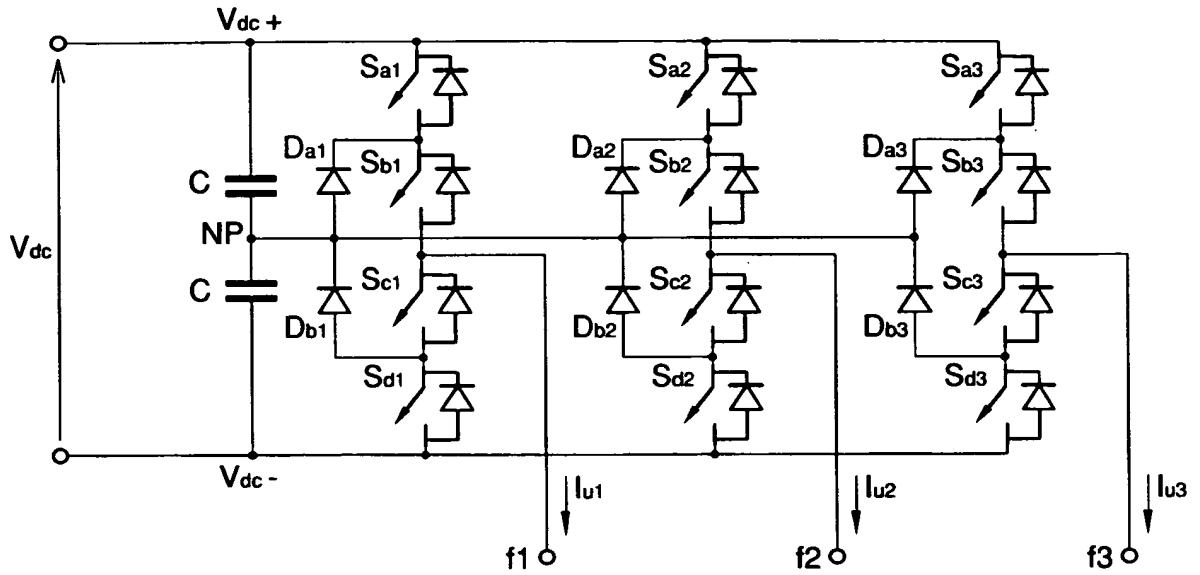 Vdc +
Sa1
Sa2
Sa3
Da1
Sb1
Da2
Sb2
Da3
Sb3
C
NP
Vdc
C
Sc1
Sc2
Sc3
Db1
Db2
Db3
Sd1
Sd2
Sd3
Vdc -
Iu1
Iu2
Iu3
f1
f2
f3